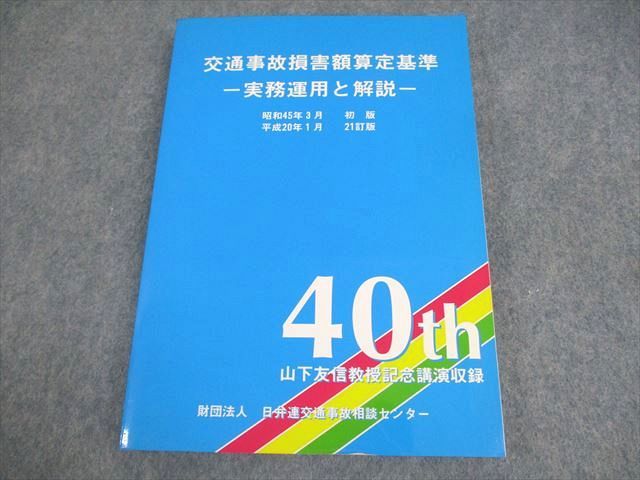 交通事故損害額算定基準
―実務運用と解説―
昭和45年3月 初 版
平成20年1月 21訂版
40th
山下友信教授記念講演収録
財団法人 日弁連交通事故相談センター